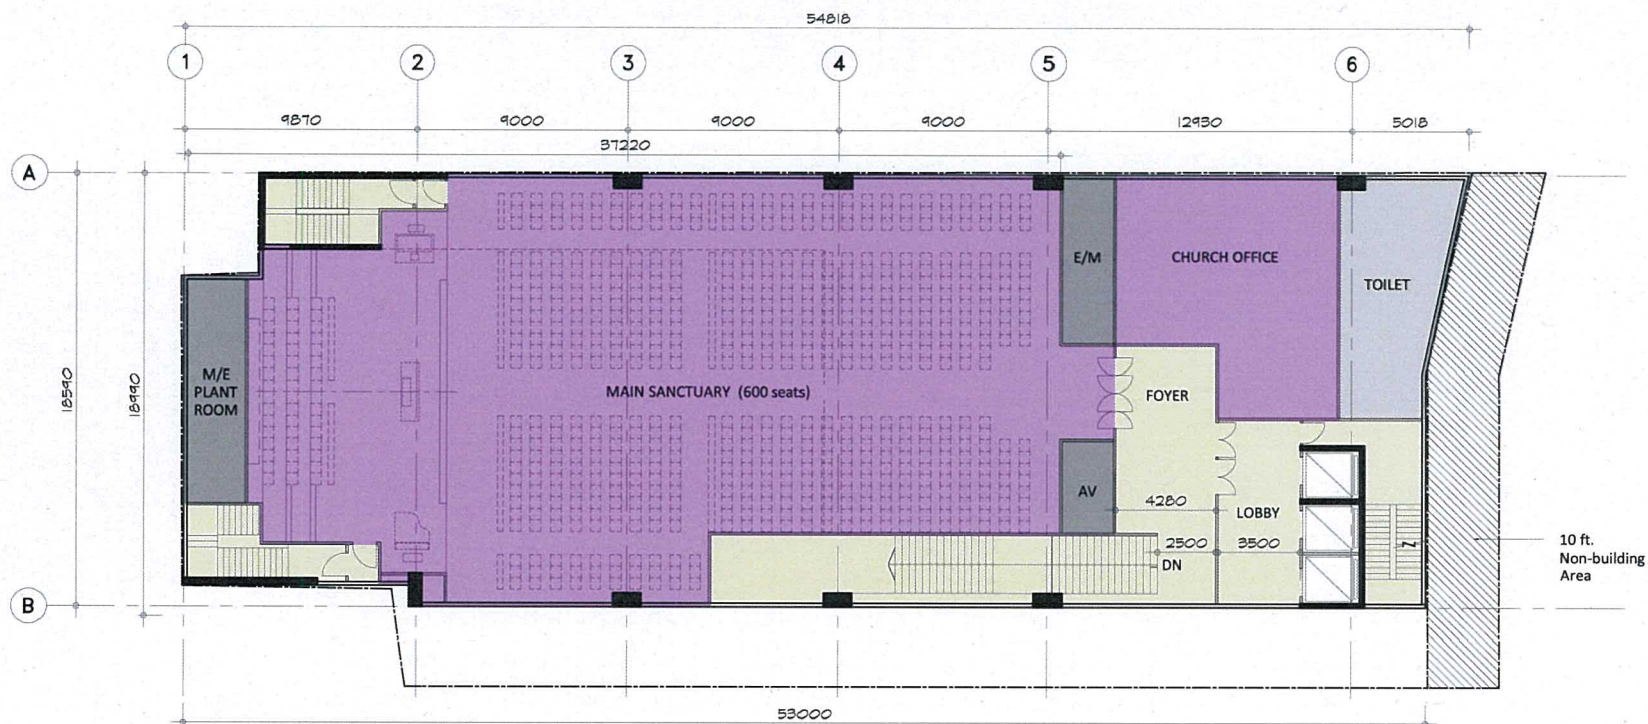 54818
1
2
3
4
5
6
9870
9000
9000
9000
12930
5018
37220
A
E/M
CHURCH OFFICE
TOILET
18590
18990
M/E
PLANT
ROOM
MAIN SANCTUARY (600 seats)
FOYER
AV
4280
LOBBY
2500
3500
DN
10 ft.
Non-building
Area
B
53000